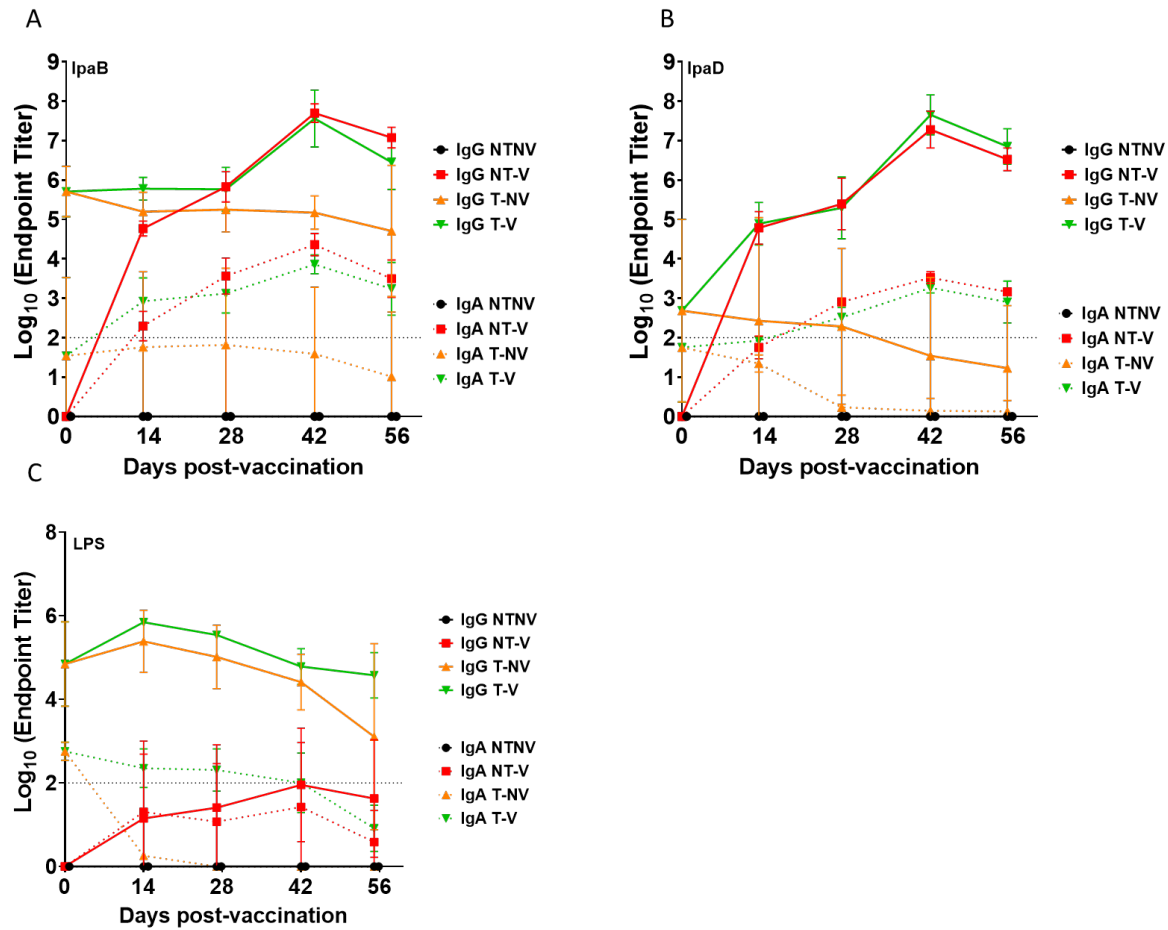 A
IpaB
Log10 (Endpoint Titer)
9
8
7
6
5
4
3
2
1
0
0 14 28 42 56
Days post-vaccination
IgG NTNV
IgG NT-V
IgG T-NV
IgG T-V
IgA NTNV
IgA NT-V
IgA T-NV
IgA T-V
B
IpaD
Log10 (Endpoint Titer)
9
8
7
6
5
4
3
2
1
0
0 14 28 42 56
Days post-vaccination
IgG NTNV
IgG NT-V
IgG T-NV
IgG T-V
IgA NTNV
IgA NT-V
IgA T-NV
IgA T-V
C
LPS
Log10 (Endpoint Titer)
8
6
4
2
0
0 14 28 42 56
Days post-vaccination
IgG NTNV
IgG NT-V
IgG T-NV
IgG T-V
IgA NTNV
IgA NT-V
IgA T-NV
IgA T-V